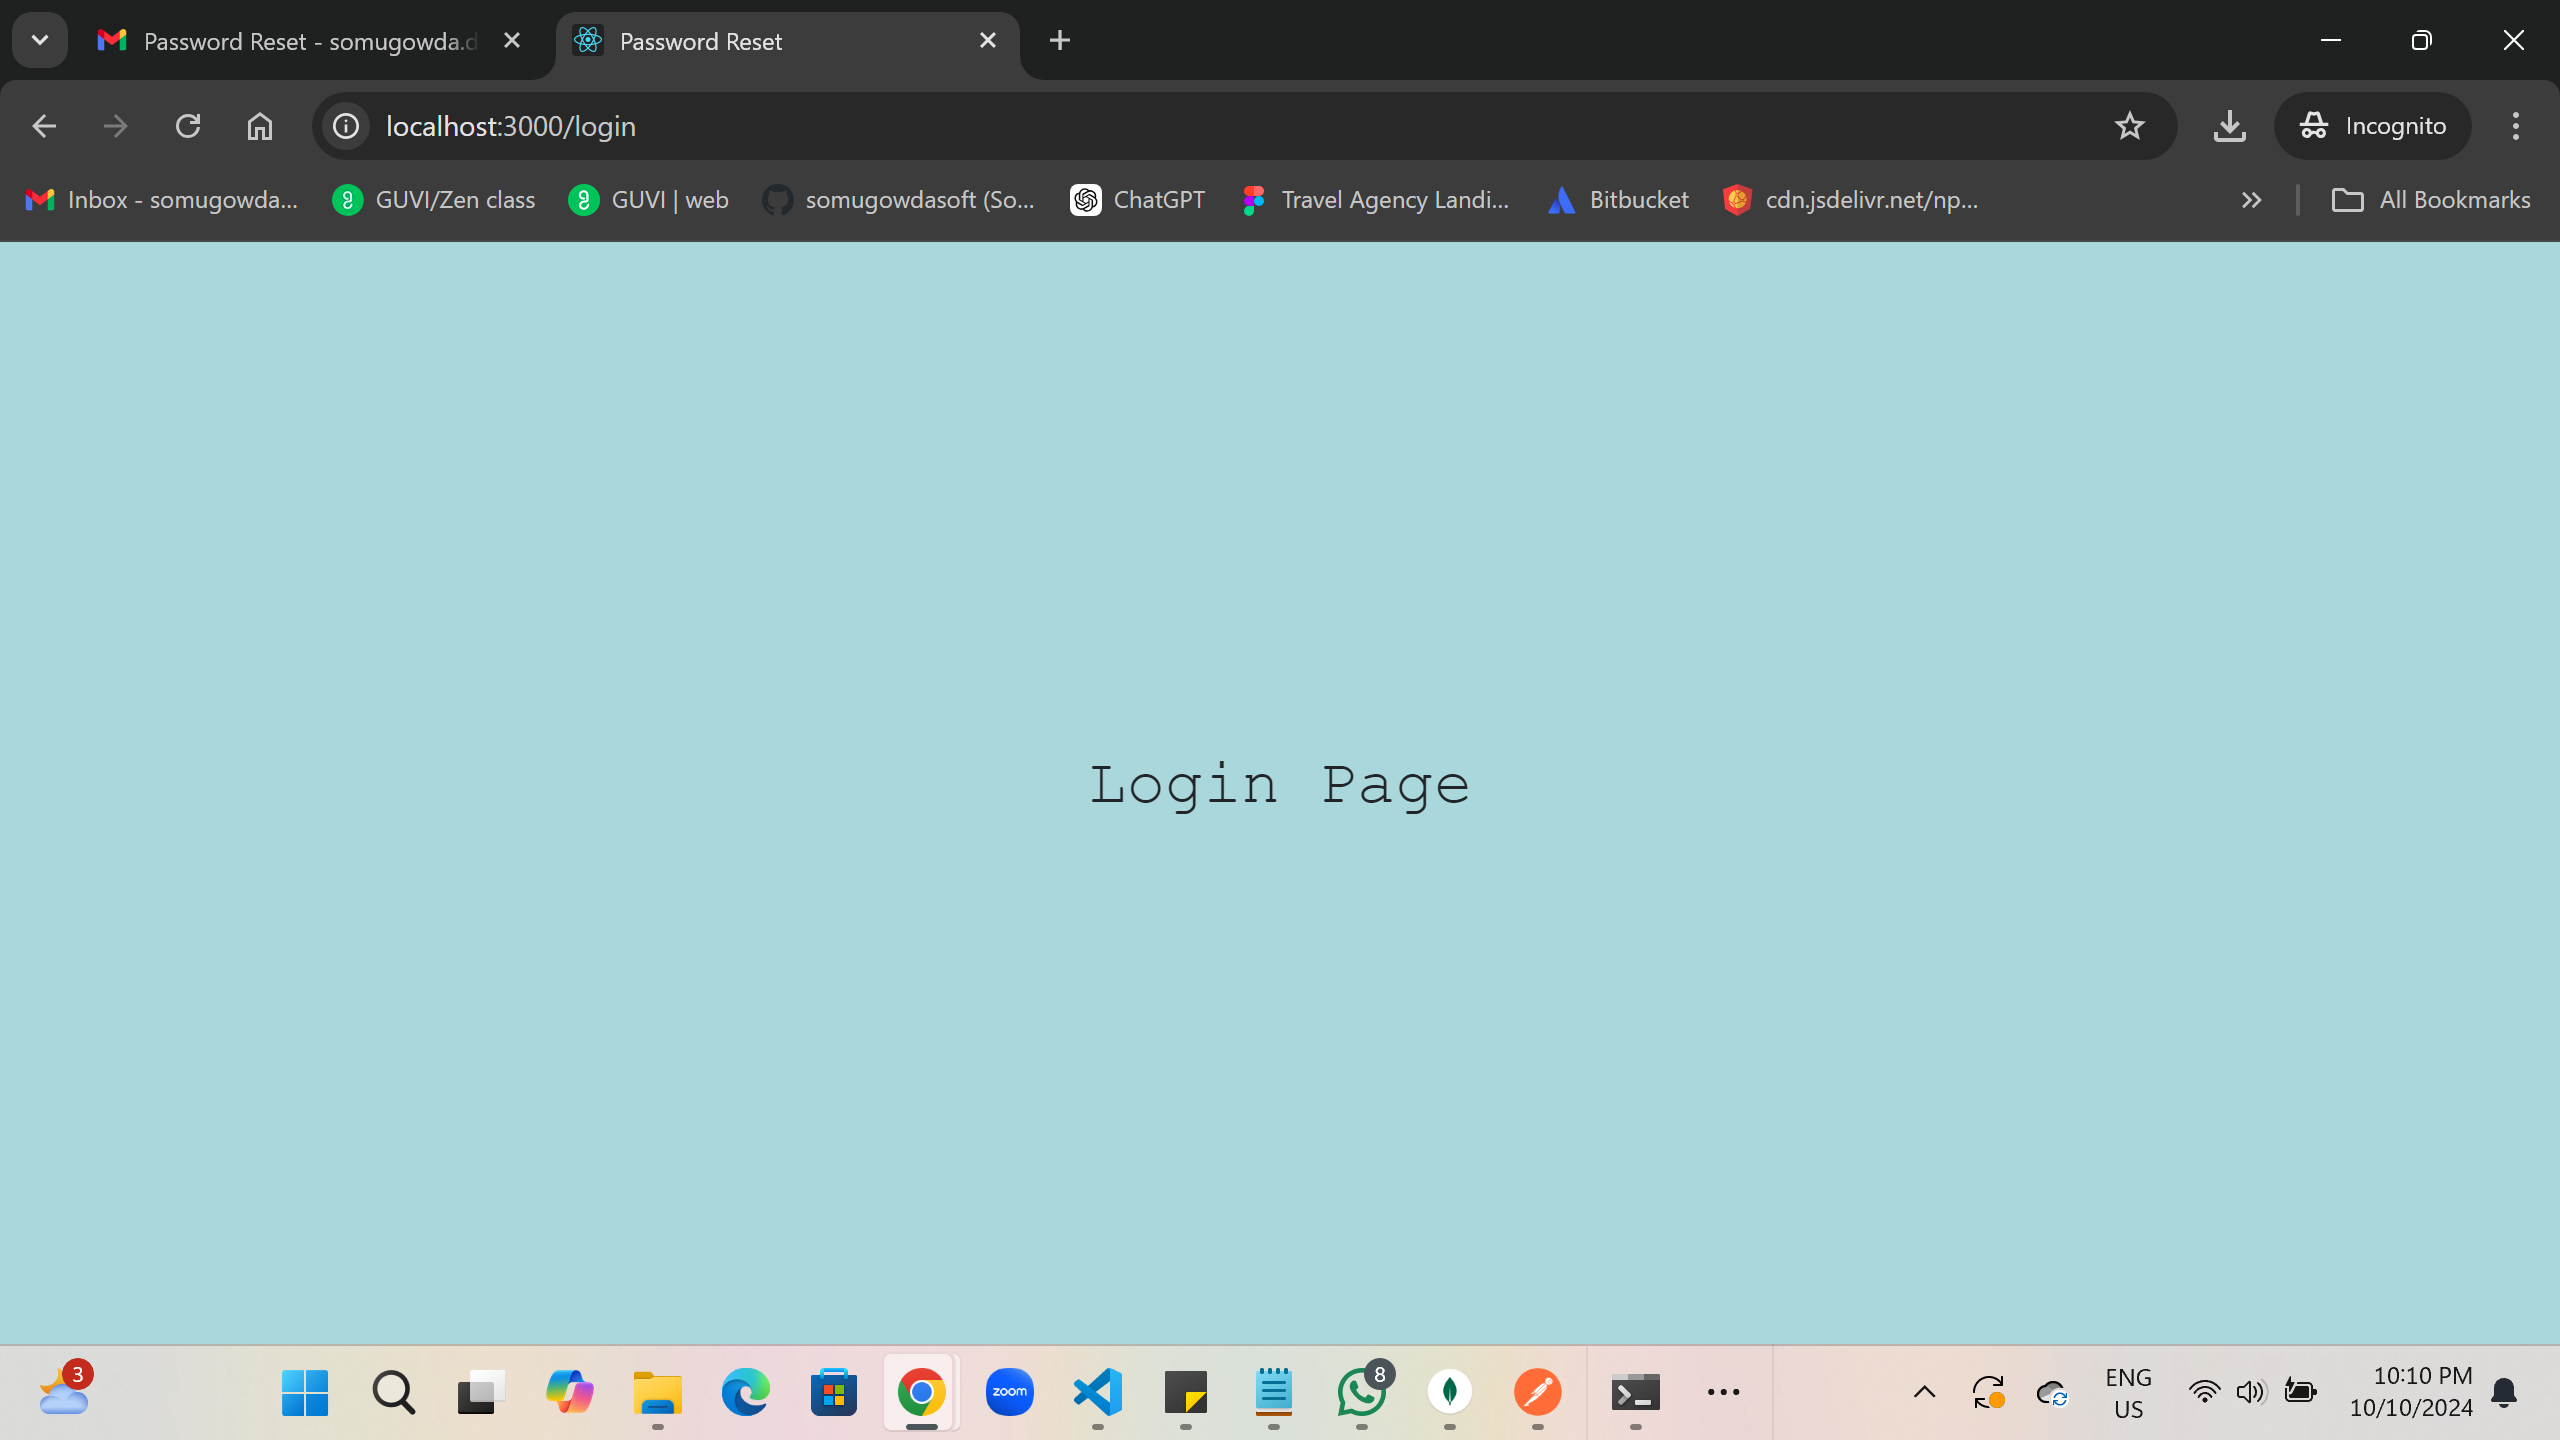 Password Reset - somugowda.d
Password Reset
localhost:3000/login
Incognito
Inbox - somugowda...
GUVI/Zen class
GUVI | web
somugowdasoft (So...
ChatGPT
Travel Agency Landi...
Bitbucket
cdn.jsdelivr.net/np...
All Bookmarks
Login Page
3
zoom
8
ENG
US
10:10 PM
10/10/2024